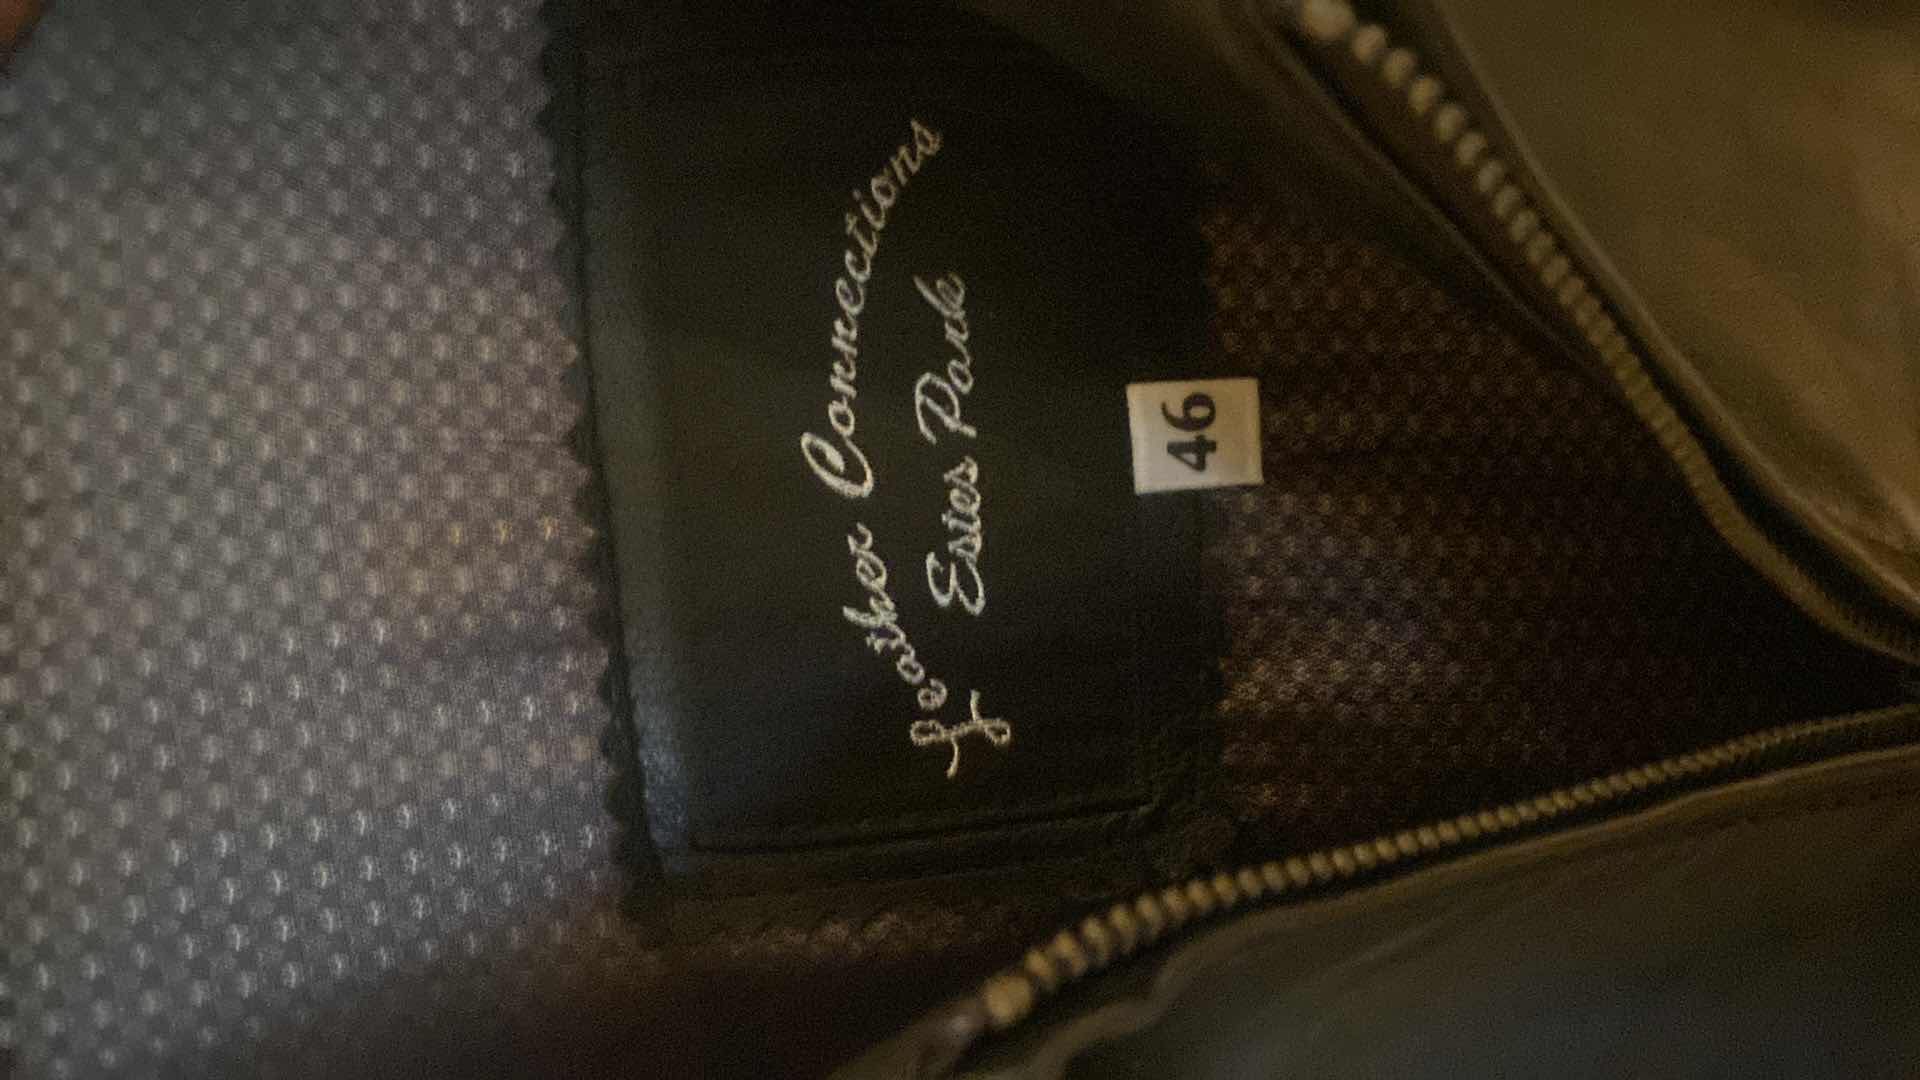 Leather Connections
Estes Park
46